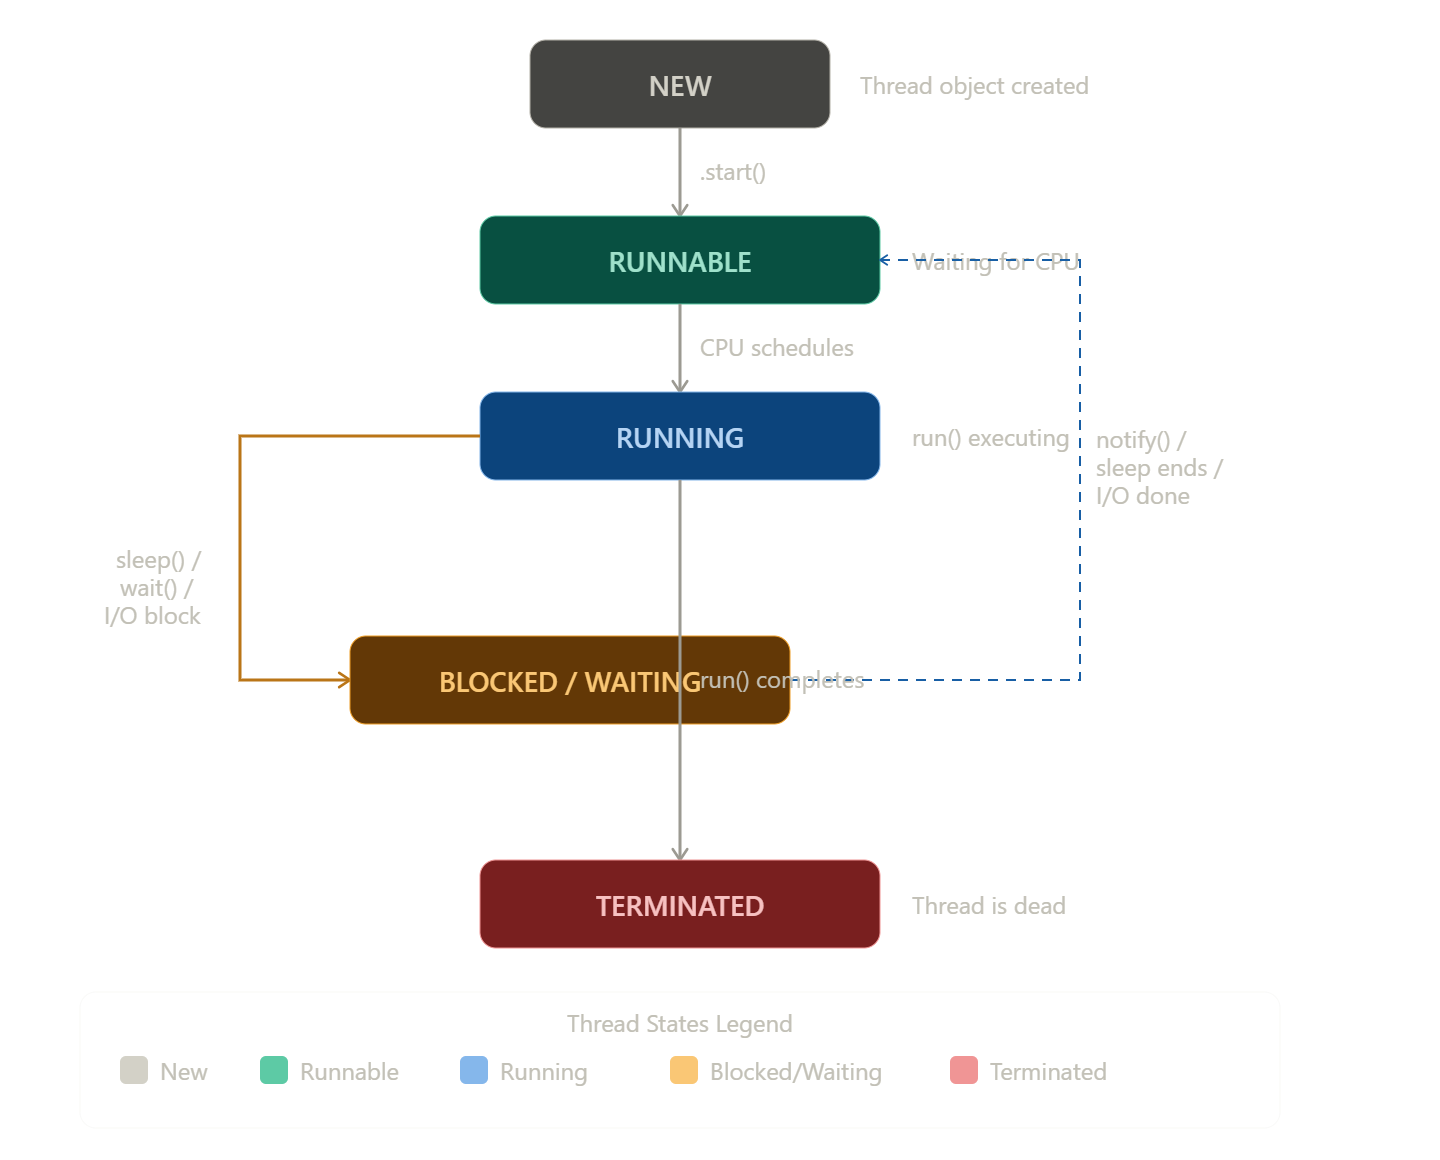 NEW
Thread object created
.start()
RUNNABLE
Waiting for CPU
CPU schedules
RUNNING
run() executing
notify() /
sleep ends /
I/O done
sleep() /
wait() /
I/O block
BLOCKED / WAITING
run() completes
TERMINATED
Thread is dead
Thread States Legend
New
Runnable
Running
Blocked/Waiting
Terminated